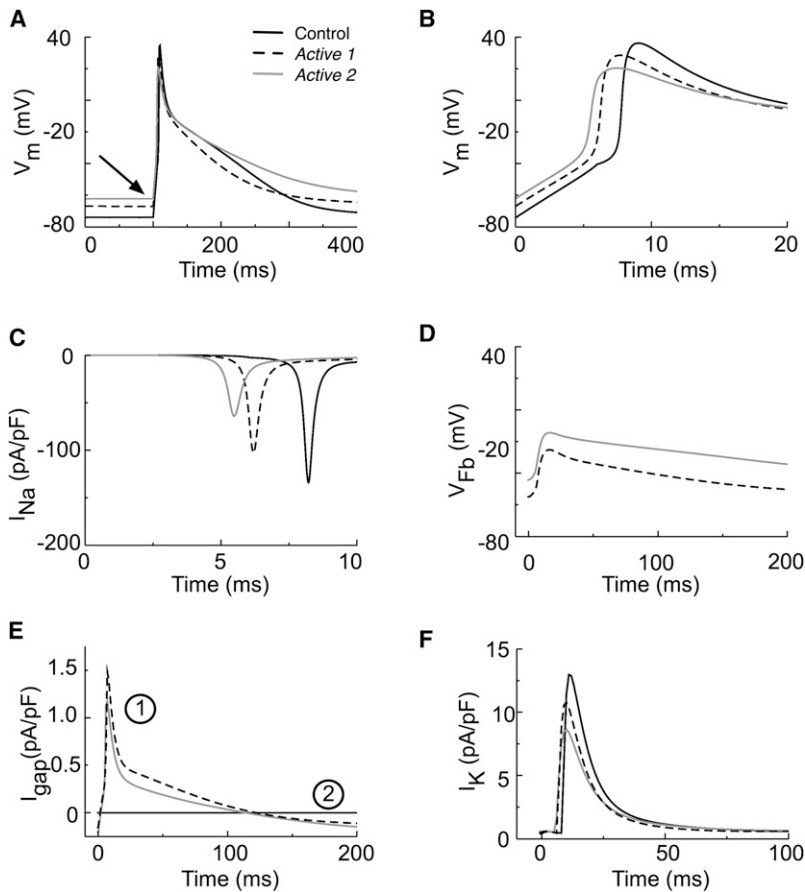 A
Control
Active 1
Active 2
40
-20
-80
Vm (mV)
0
200
400
Time (ms)
B
40
-20
-80
Vm (mV)
0
10
20
Time (ms)
C
0
-100
-200
INa (pA/pF)
0
5
10
Time (ms)
D
40
-20
-80
VFb (mV)
0
100
200
Time (ms)
E
1.5
1.0
0.5
0
Igap(pA/pF)
1
2
0
100
200
Time (ms)
F
15
10
5
0
IK (pA/pF)
0
50
100
Time (ms)